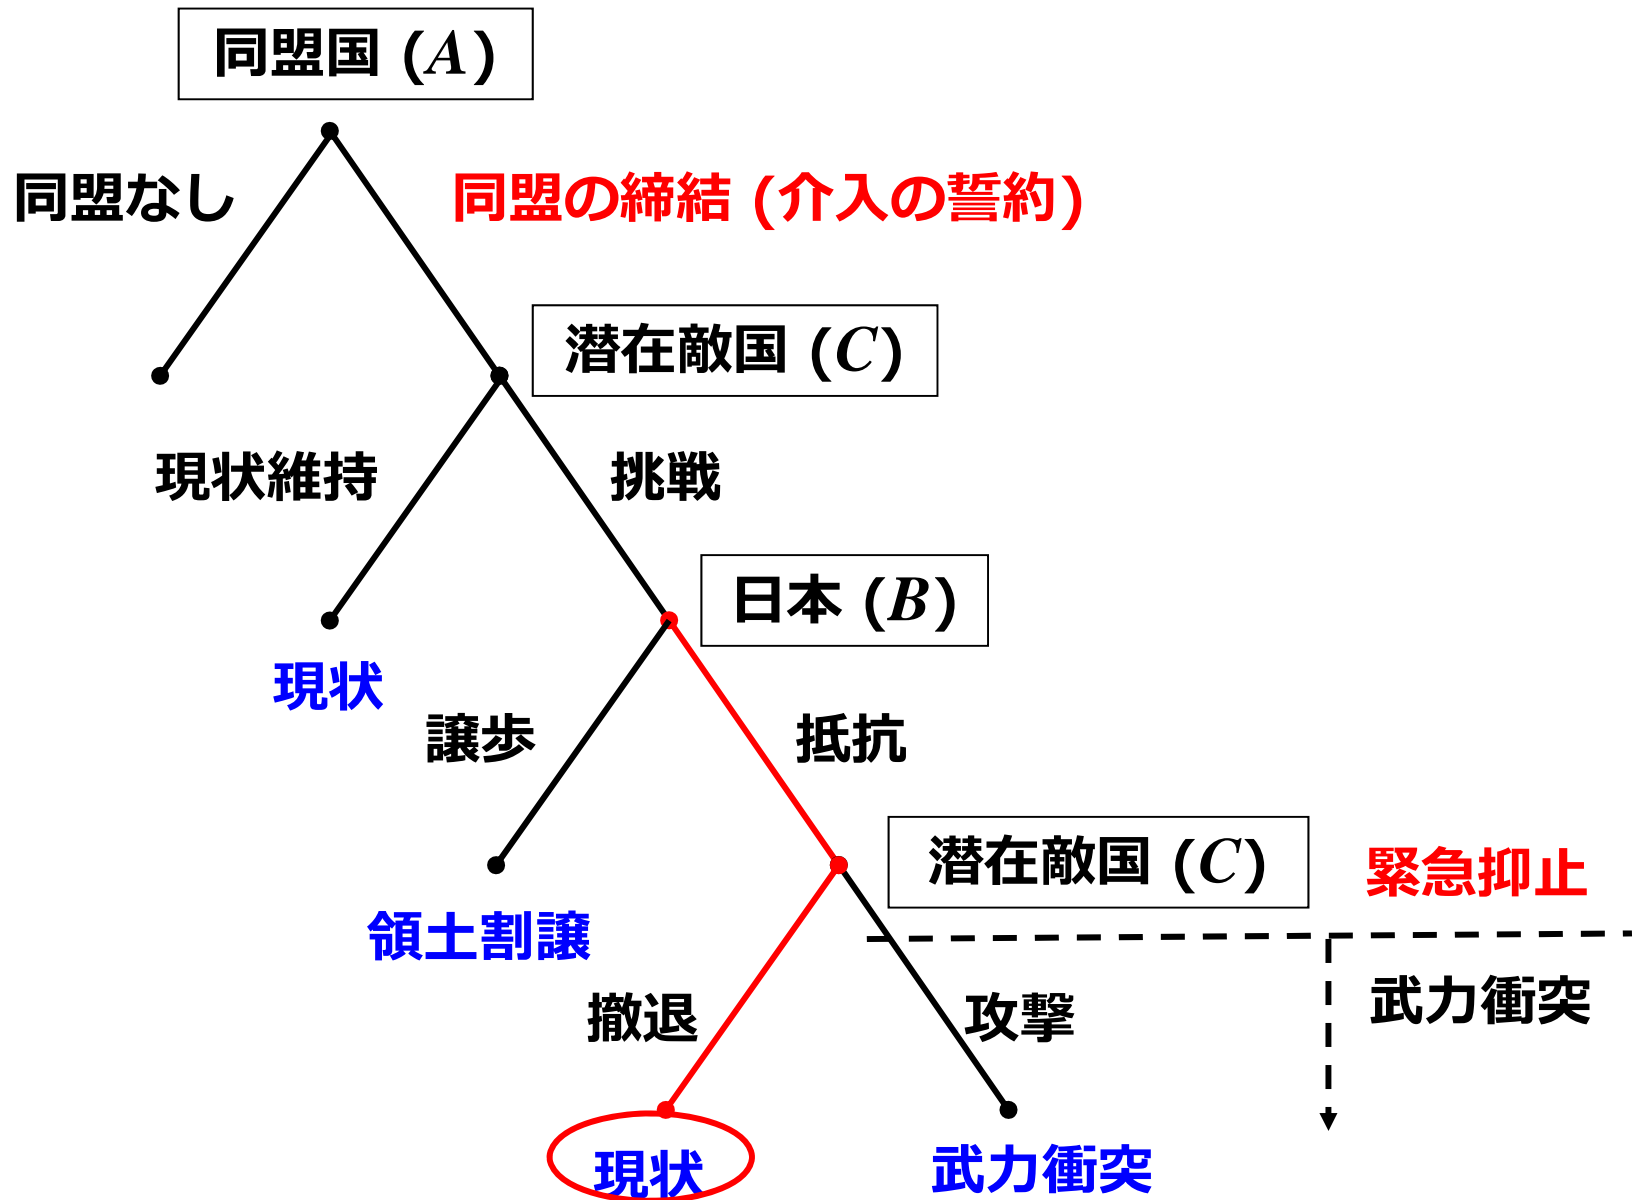 同盟国 (A)
同盟なし
同盟の締結 (介入の誓約)
潜在敵国 (C)
現状維持
挑戦
日本 (B)
現状
譲歩
抵抗
潜在敵国 (C)
緊急抑止
領土割譲
武力衝突
撤退
攻撃
現状
武力衝突